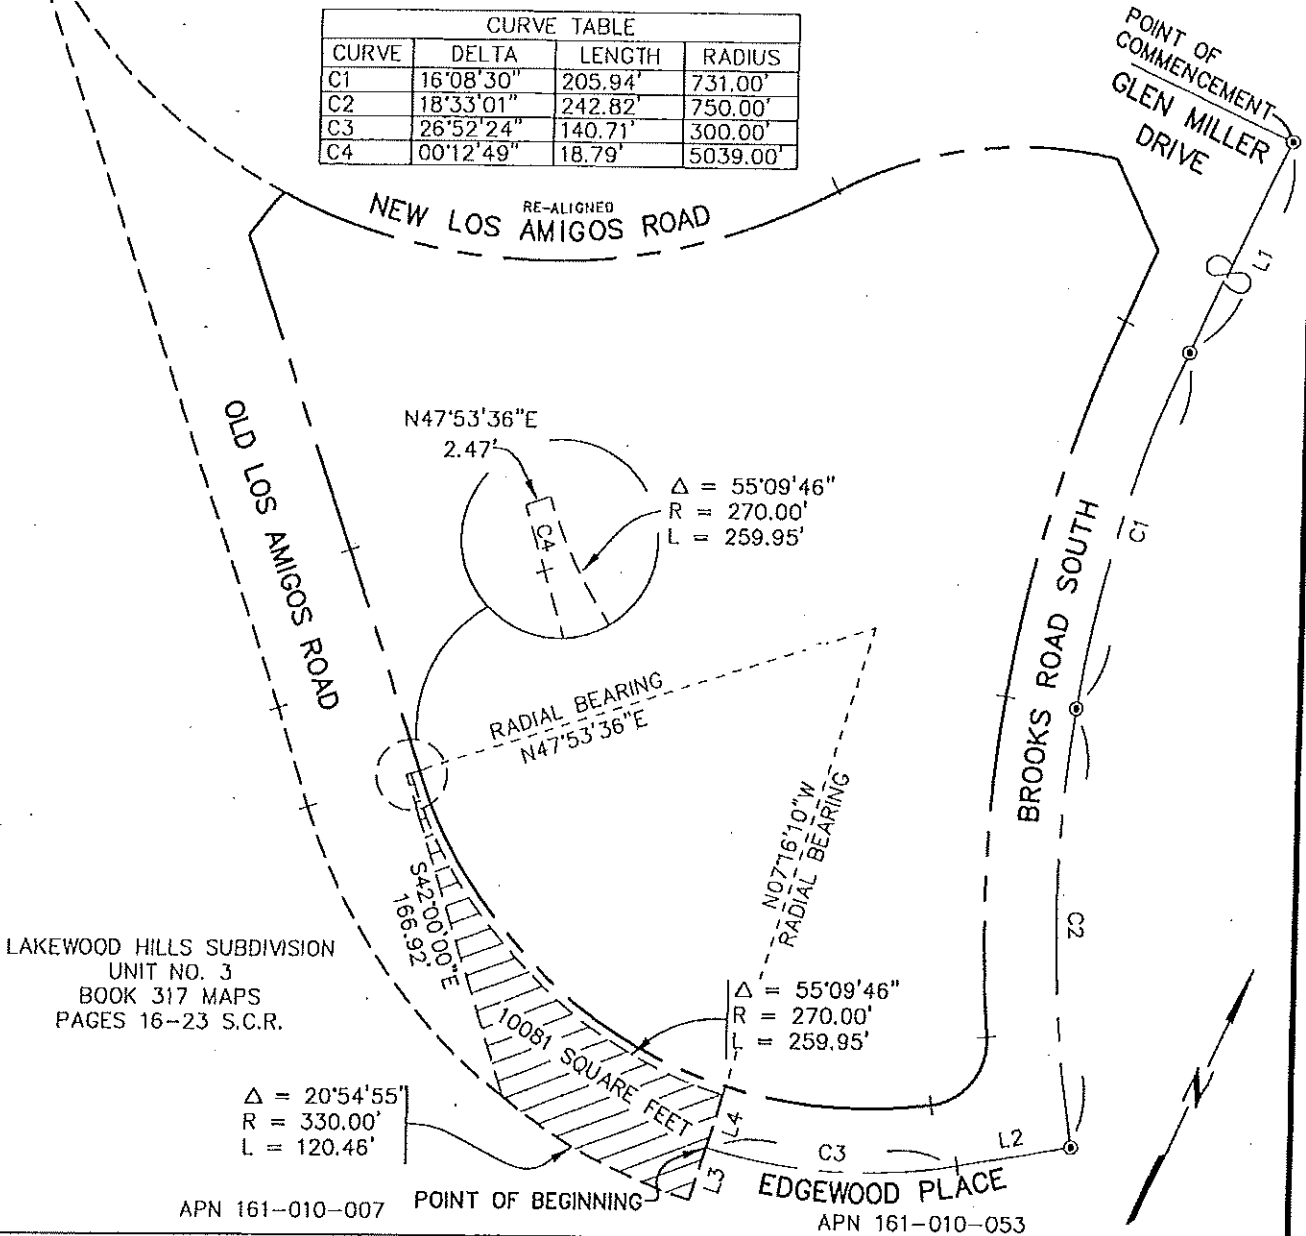 CURVE TABLE
CURVE DELTA LENGTH RADIUS
C1 16°08'30" 205.94' 731.00'
C2 18°33'01" 242.82' 750.00'
C3 26°52'24" 140.71' 300.00'
C4 00°12'49" 18.79' 5039.00'
POINT OF
COMMENCEMENT
GLEN MILLER
DRIVE
RE-ALIGNED
NEW LOS AMIGOS ROAD
L1
OLD LOS AMIGOS ROAD
N47°53'36"E
2.47'
C4
Δ = 55°09'46"
R = 270.00'
L = 259.95'
C1
BROOKS ROAD SOUTH
RADIAL BEARING
N47°53'36"E
N07°16'10"W
RADIAL BEARING
S42°00'00"E
166.92'
C2
LAKEWOOD HILLS SUBDIVISION
UNIT NO. 3
BOOK 317 MAPS
PAGES 16-23 S.C.R.
10081 SQUARE FEET
Δ = 55°09'46"
R = 270.00'
L = 259.95'
Δ = 20°54'55"
R = 330.00'
L = 120.46'
N
L4
C3
L2
L3
EDGEWOOD PLACE
POINT OF BEGINNING
APN 161-010-007
APN 161-010-053